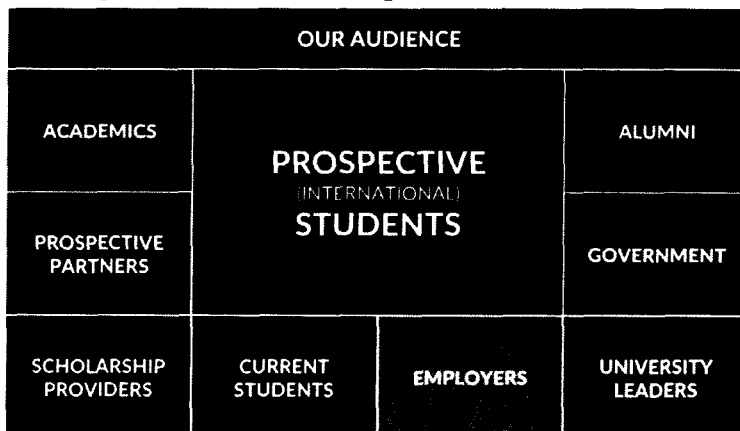 OUR AUDIENCE
ACADEMICS
PROSPECTIVE
(INTERNATIONAL)
STUDENTS
ALUMNI
PROSPECTIVE
PARTNERS
GOVERNMENT
SCHOLARSHIP
PROVIDERS
CURRENT
STUDENTS
EMPLOYERS
UNIVERSITY
LEADERS